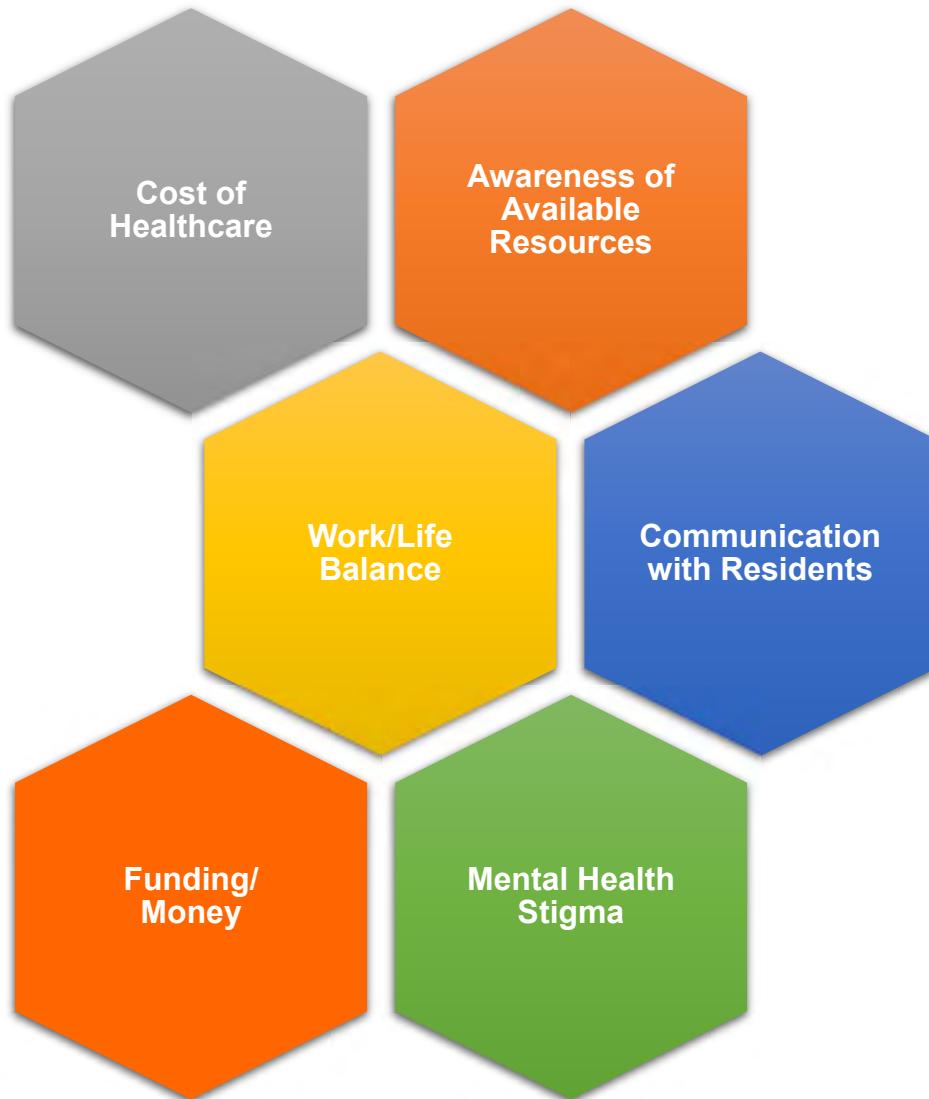 Cost of
Healthcare
Awareness of
Available
Resources
Work/Life
Balance
Communication
with Residents
Funding/
Money
Mental Health
Stigma